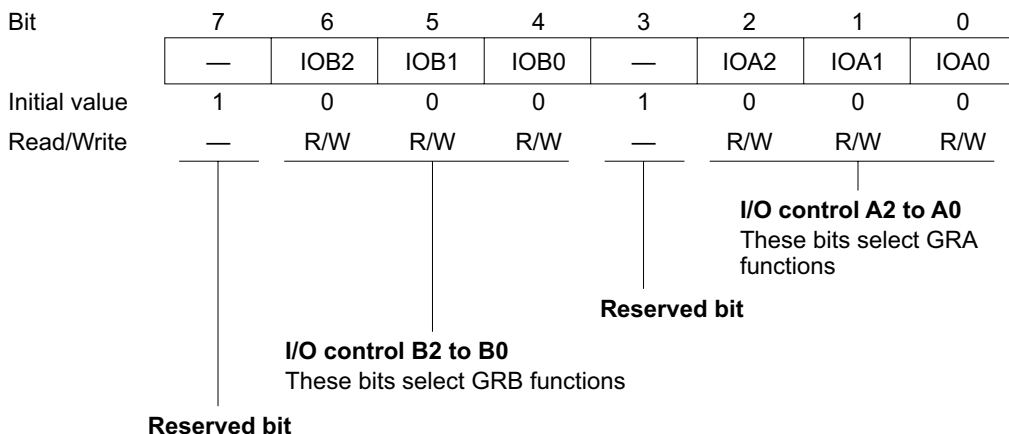 Bit 7 6 5 4 3 2 1 0
— IOB2 IOB1 IOB0 — IOA2 IOA1 IOA0
Initial value 1 0 0 0 1 0 0 0
Read/Write — R/W R/W R/W — R/W R/W R/W
I/O control A2 to A0
These bits select GRA
functions
Reserved bit
I/O control B2 to B0
These bits select GRB functions
Reserved bit